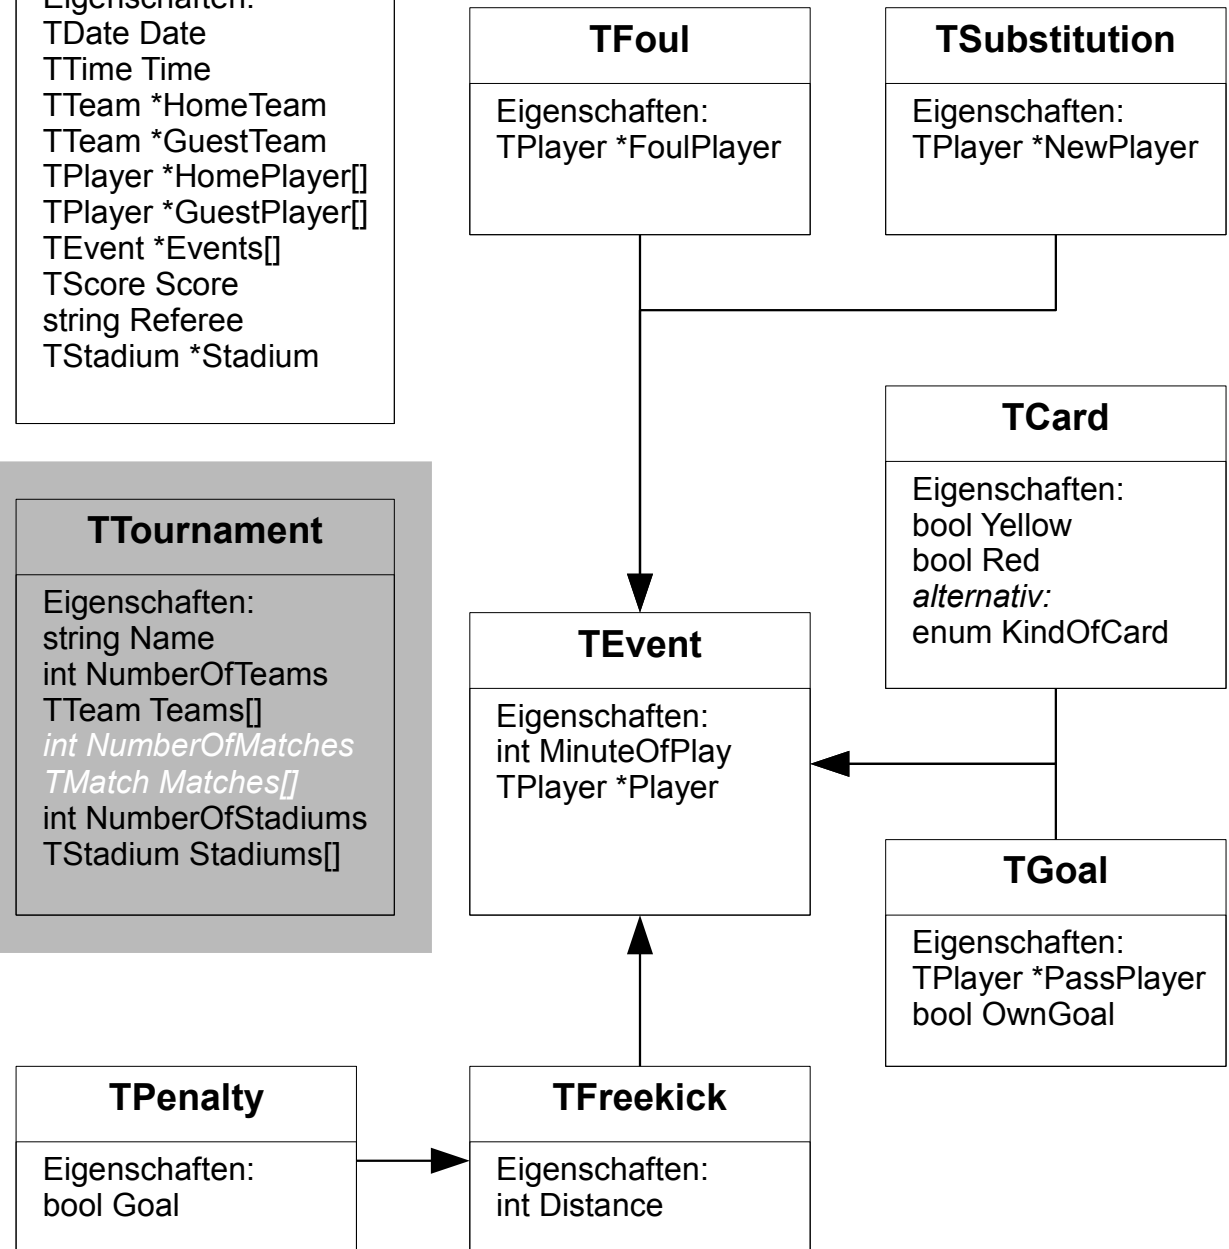 Eigenschaften:
TDate Date
TTime Time
TTeam *HomeTeam
TTeam *GuestTeam
TPlayer *HomePlayer[]
TPlayer *GuestPlayer[]
TEvent *Events[]
TScore Score
string Referee
TStadium *Stadium
TFoul
Eigenschaften:
TPlayer *FoulPlayer
TSubstitution
Eigenschaften:
TPlayer *NewPlayer
TCard
Eigenschaften:
bool Yellow
bool Red
alternativ:
enum KindOfCard
TTournament
Eigenschaften:
string Name
int NumberOfTeams
TTeam Teams[]
int NumberOfMatches
TMatch Matches[]
int NumberOfStadiums
TStadium Stadiums[]
TEvent
Eigenschaften:
int MinuteOfPlay
TPlayer *Player
TGoal
Eigenschaften:
TPlayer *PassPlayer
bool OwnGoal
TPenalty
Eigenschaften:
bool Goal
TFreekick
Eigenschaften:
int Distance